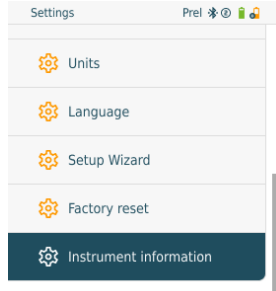 Settings Prel
Units
Language
Setup Wizard
Factory reset
Instrument information